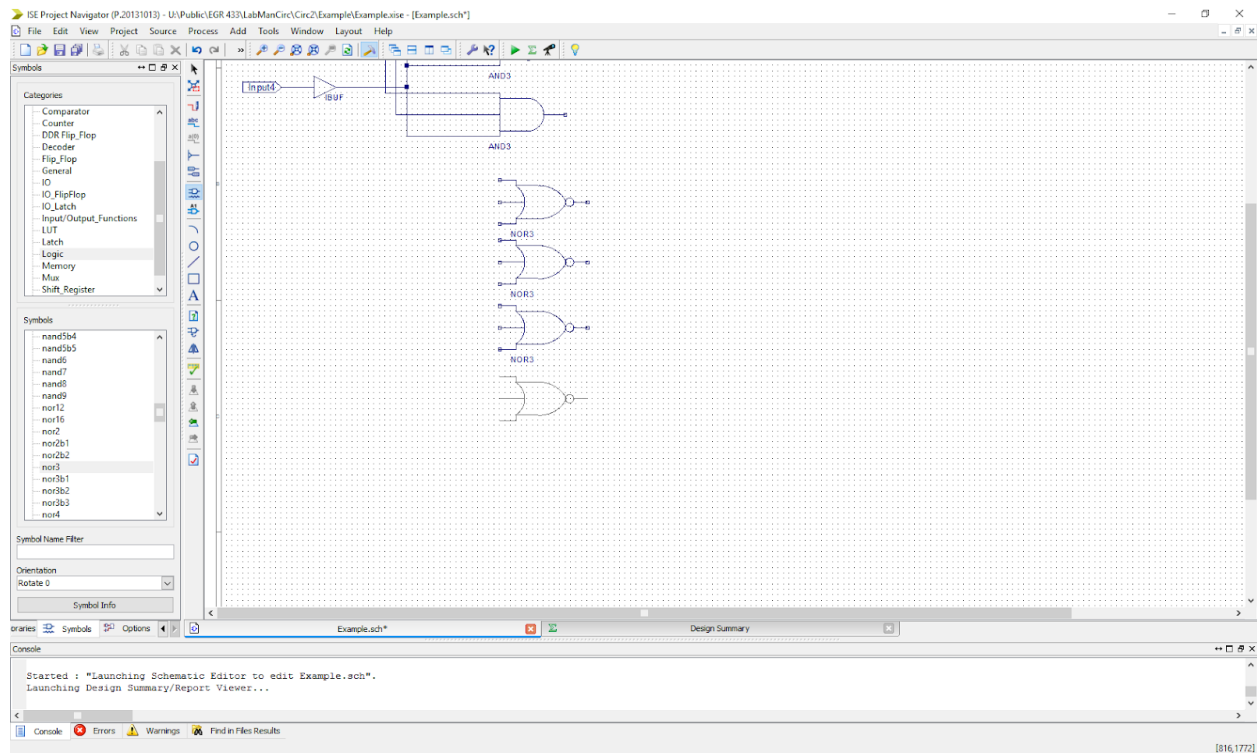 ISE Project Navigator (P.20131013) - U:\Public\EGR 433\LabManCirc\Circ2\Example\Example.xise - [Example.sch*]
File Edit View Project Source Process Add Tools Window Layout Help
Symbols
Categories
Comparator
Counter
DDR Flip_Flop
Decoder
Flip_Flop
General
IO
IO_FlipFlop
IO_Latch
Input/Output_Functions
LUT
Latch
Logic
Memory
Mux
Shift_Register
Symbols
nand5b4
nand5b5
nand6
nand7
nand8
nand9
nor12
nor16
nor2
nor2b1
nor2b2
nor3
nor3b1
nor3b2
nor3b3
nor4
Symbol Name Filter
Orientation
Rotate 0
Symbol Info
abc
A
Input4
IBUF
AND3
AND3
NOR3
NOR3
NOR3
oraries Symbols Options
Example.sch*
Design Summary
Console
Started : "Launching Schematic Editor to edit Example.sch".
Launching Design Summary/Report Viewer...
Console Errors Warnings Find in Files Results
[816,1772]